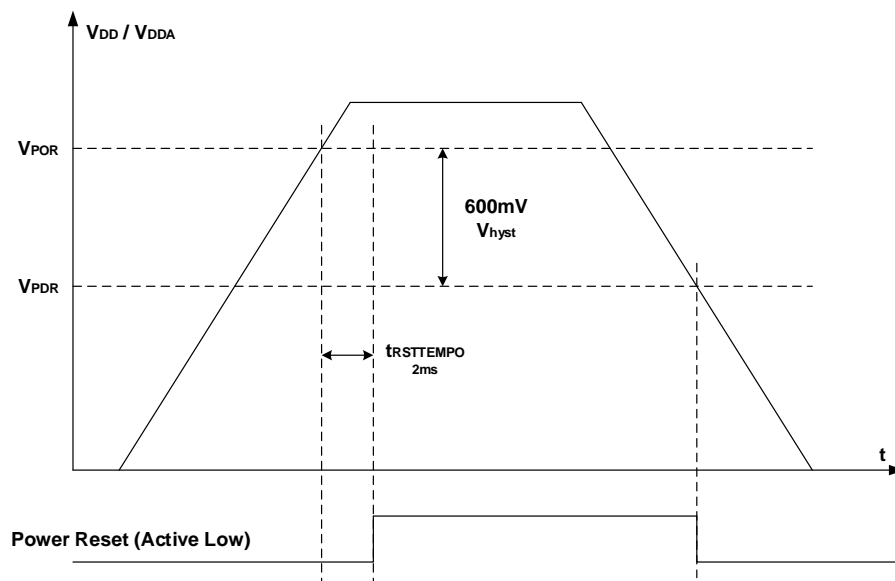 VDD / VDDA
VPOR
600mV
Vhyst
VPDR
tRSTTEMPO
2ms
t
Power Reset (Active Low)